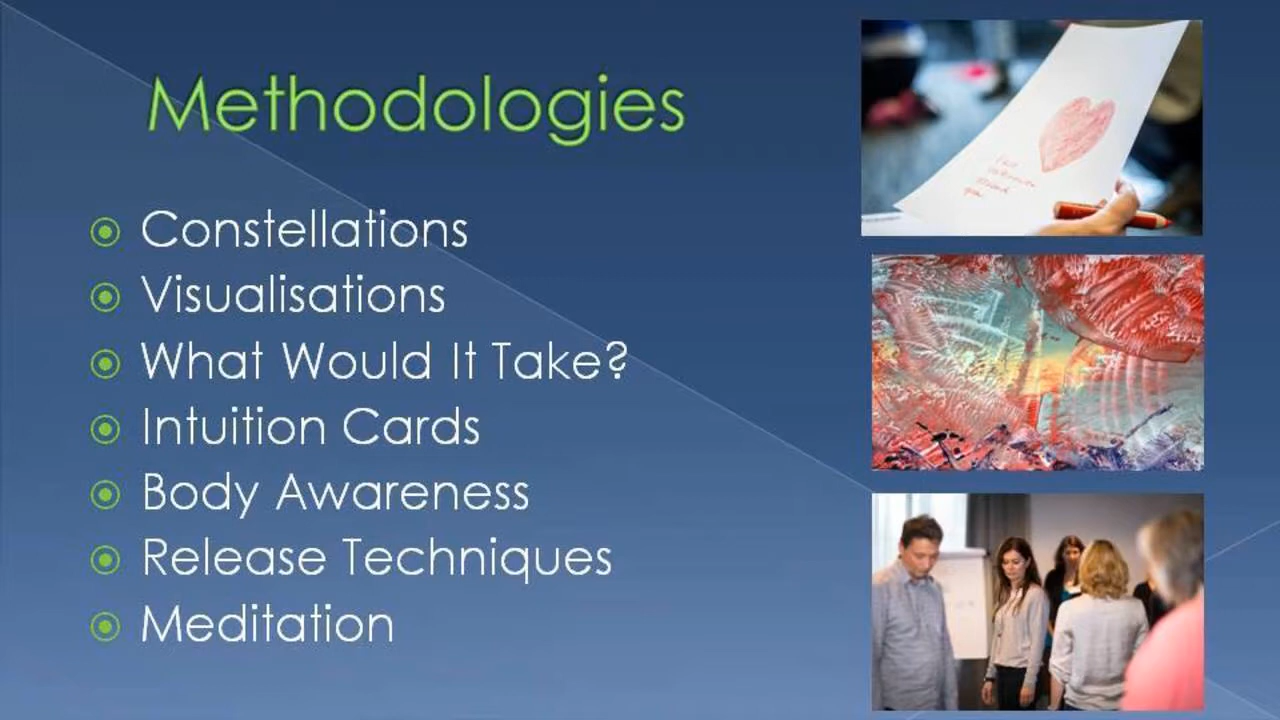 Methodologies
Constellations
Visualisations
What Would It Take?
Intuition Cards
Body Awareness
Release Techniques
Meditation